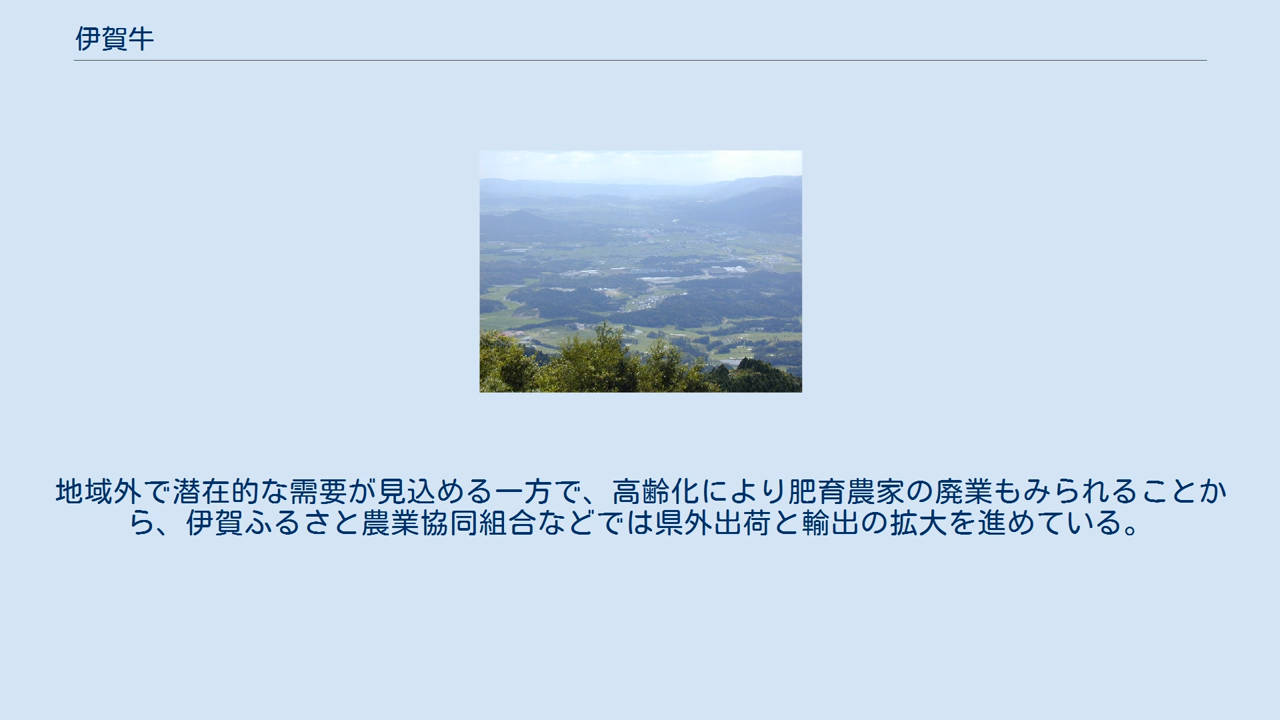 伊賀牛
地域外で潜在的な需要が見込める一方で、高齢化により肥育農家の廃業もみられることか
ら、伊賀ふるさと農業協同組合などでは県外出荷と輸出の拡大を進めている。